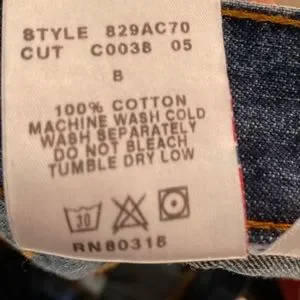 STYLE 829AC70
CUT C0038 05
B
100% COTTON
MACHINE WASH COLD
WASH SEPARATELY
DO NOT BLEACH
TUMBLE DRY LOW
30
RN80318